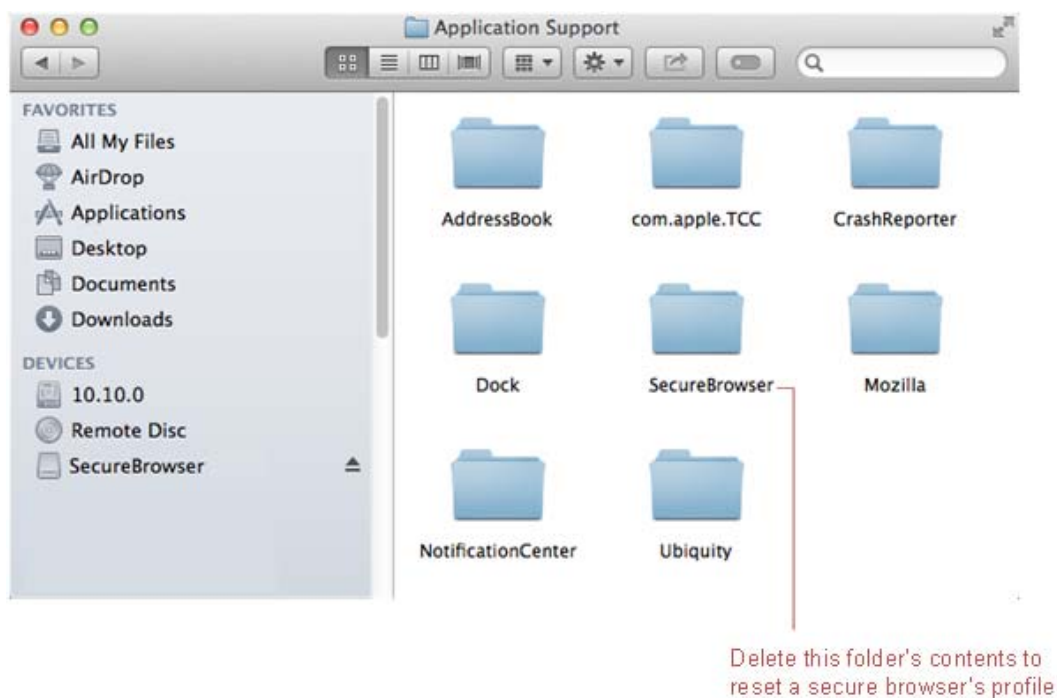 Application Support
FAVORITES
All My Files
AirDrop
Applications
Desktop
Documents
Downloads
DEVICES
10.10.0
Remote Disc
SecureBrowser
AddressBook
com.apple.TCC
CrashReporter
Dock
SecureBrowser
Mozilla
NotificationCenter
Ubiquity
Delete this folder's contents to
reset a secure browser's profile